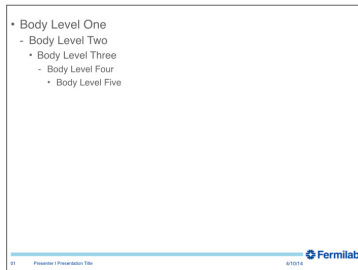 • Body Level One
- Body Level Two
• Body Level Three
- Body Level Four
• Body Level Five
Fermilab
01 Presenter I Presentation Title 4/10/14